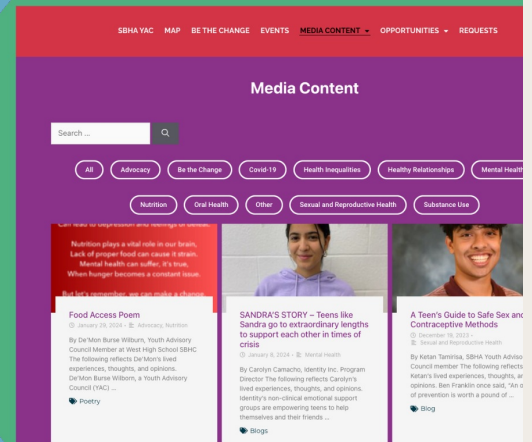 SBHA YAC MAP BE THE CHANGE EVENTS MEDIA CONTENT OPPORTUNITIES REQUESTS
Media Content
Search ...
All Advocacy Be the Change Covid-19 Health Inequalities Healthy Relationships Mental Health
Nutrition Oral Health Other Sexual and Reproductive Health Substance Use
Can lead to depression and feelings of defeat.
Nutrition plays a vital role in our brain,
Lack of proper food can cause it strain.
Mental health can suffer, it's true,
When hunger becomes a constant issue.
But let's remember, we can make a change
Food Access Poem
January 29, 2024 - Advocacy, Nutrition
By De'Mon Burse Wilburn, Youth Advisory
Council Member at West High School SBHC
The following reflects De'Mon's lived
experiences, thoughts, and opinions.
De'Mon Burse Wilborn, a Youth Advisory
Council (YAC) ...
Poetry
SANDRA'S STORY – Teens like
Sandra go to extraordinary lengths
to support each other in times of
crisis
January 8, 2024 - Mental Health
By Carolyn Camacho, Identity Inc. Program
Director The following reflects Carolyn's
lived experiences, thoughts, and opinions.
Identity's non-clinical emotional support
groups are empowering teens to help
themselves and their friends ...
Blogs
A Teen's Guide to Safe Sex and
Contraceptive Methods
December 19, 2023 -
Sexual and Reproductive Health
By Ketan Tamirisa, SBHA Youth Adviso
Council member The following reflects
Ketan's lived experiences, thoughts, an
opinions. Ben Franklin once said, "An o
of prevention is worth a pound of ...
Blog